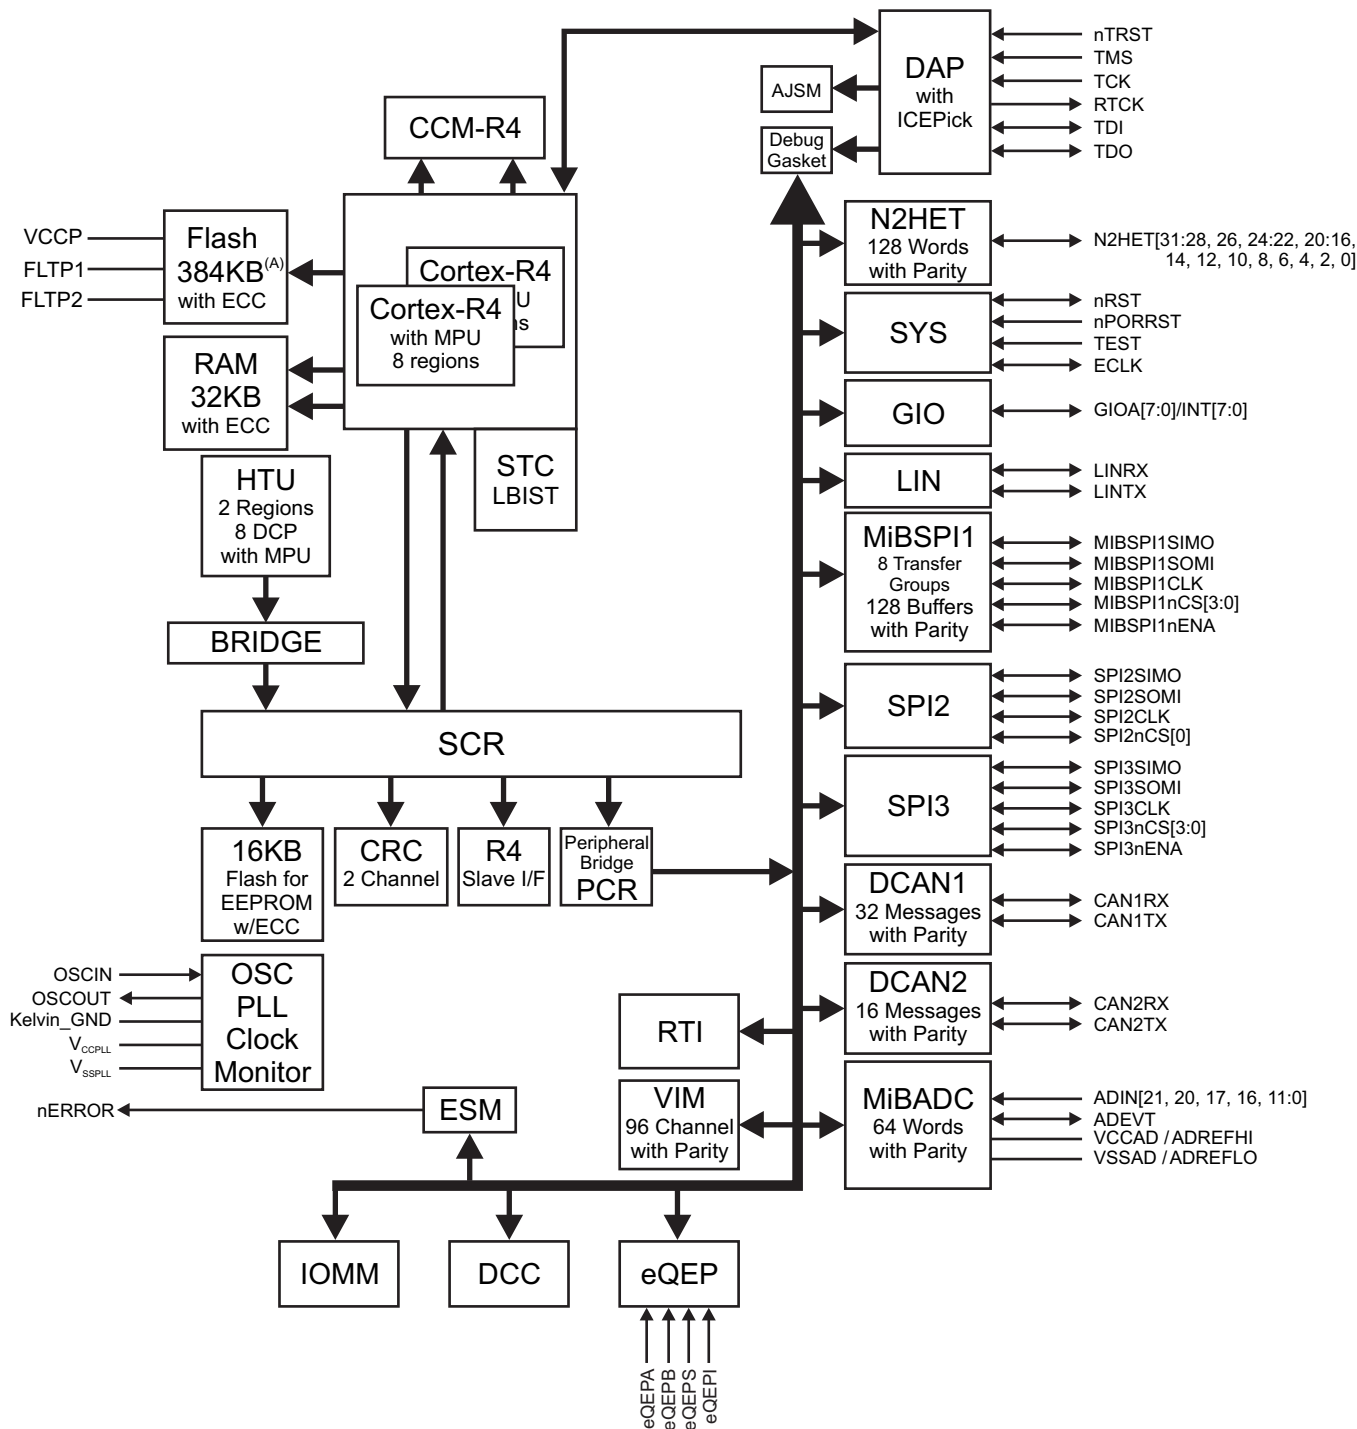 CCM-R4
AJSM
Debug
Gasket
DAP
with
ICEPick
nTRST
TMS
TCK
RTCK
TDI
TDO
VCCP
FLTP1
FLTP2
Flash
384KB(A)
with ECC
Cortex-R4
U
ns
Cortex-R4
with MPU
8 regions
RAM
32KB
with ECC
STC
LBIST
HTU
2 Regions
8 DCP
with MPU
BRIDGE
SCR
16KB
Flash for
EEPROM
w/ECC
CRC
2 Channel
R4
Slave I/F
Peripheral
Bridge
PCR
OSCIN
OSCOUT
Kelvin_GND
VCCPLL
VSSPLL
OSC
PLL
Clock
Monitor
nERROR
ESM
RTI
VIM
96 Channel
with Parity
IOMM
DCC
eQEP
eQEPA
eQEPB
eQEPS
eQEPI
N2HET
128 Words
with Parity
N2HET[31:28, 26, 24:22, 20:16,
14, 12, 10, 8, 6, 4, 2, 0]
SYS
nRST
nPORRST
TEST
ECLK
GIO
GIOA[7:0]/INT[7:0]
LIN
LINRX
LINTX
MiBSPI1
8 Transfer
Groups
128 Buffers
with Parity
MIBSPI1SIMO
MIBSPI1SOMI
MIBSPI1CLK
MIBSPI1nCS[3:0]
MIBSPI1nENA
SPI2
SPI2SIMO
SPI2SOMI
SPI2CLK
SPI2nCS[0]
SPI3
SPI3SIMO
SPI3SOMI
SPI3CLK
SPI3nCS[3:0]
SPI3nENA
DCAN1
32 Messages
with Parity
CAN1RX
CAN1TX
DCAN2
16 Messages
with Parity
CAN2RX
CAN2TX
MiBADC
64 Words
with Parity
ADIN[21, 20, 17, 16, 11:0]
ADEVT
VCCAD / ADREFHI
VSSAD / ADREFLO